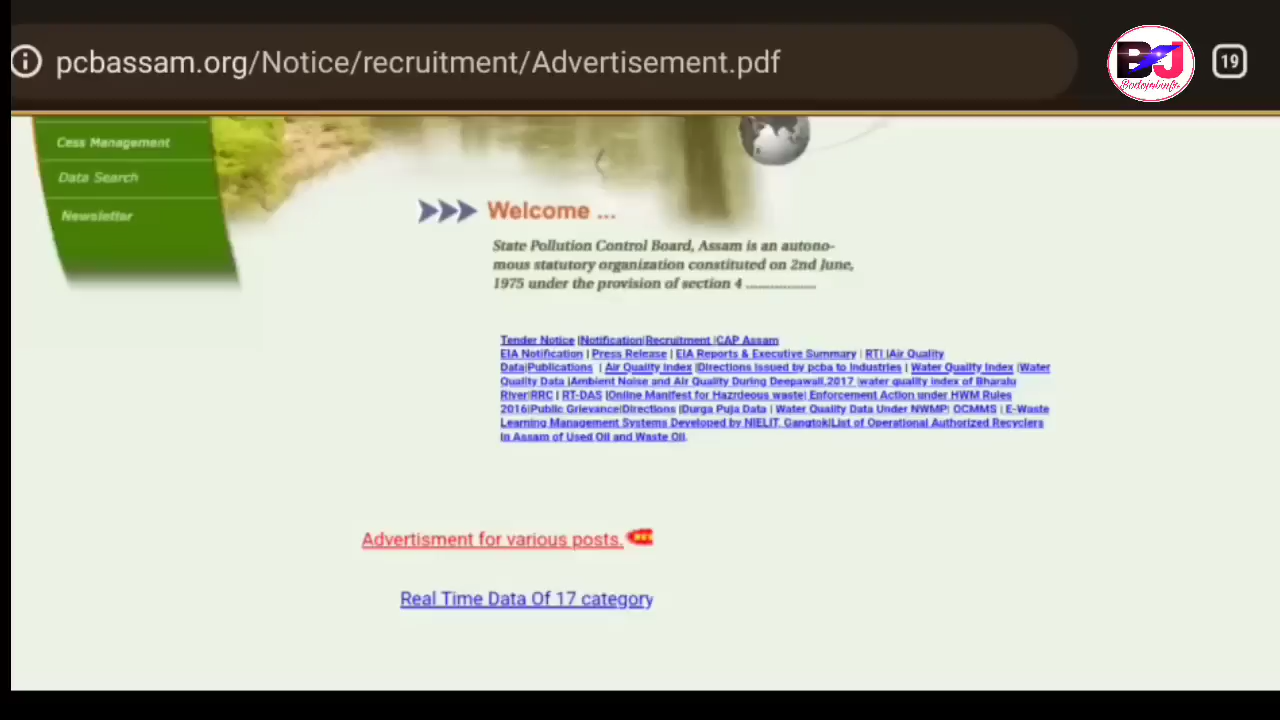 pcbassam.org/Notice/recruitment/Advertisement.pdf
BJ
Bodojobinfo
19
Cess Management
Data Search
Newsletter
Welcome ...
State Pollution Control Board, Assam is an autono-
mous statutory organization constituted on 2nd June,
1975 under the provision of section 4 ...................
Tender Notice |Notification|Recruitment |CAP Assam
EIA Notification | Press Release | EIA Reports & Executive Summary | RTI |Air Quality
Data|Publications | Air Quality Index |Directions issued by pcba to Industries | Water Quality Index |Water
Quality Data |Ambient Noise and Air Quality During Deepawali,2017 |water quality index of Bharalu
River|RRC | RT-DAS |Online Manifest for Hazrdeous waste| Enforcement Action under HWM Rules
2016|Public Grievance|Directions |Durga Puja Data | Water Quality Data Under NWMP| OCMMS | E-Waste
Learning Management Systems Developed by NIELIT, Gangtok|List of Operational Authorized Recyclers
in Assam of Used Oil and Waste Oil.
Advertisment for various posts.
Real Time Data Of 17 category